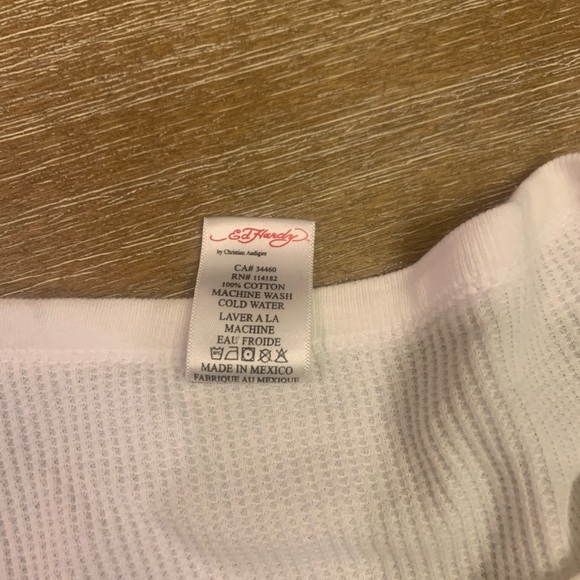 Ed Hardy
by Christian Audigier
CA# 34460
RN# 114182
100% COTTON
MACHINE WASH
COLD WATER
LAVER A LA
MACHINE
EAU FROIDE
MADE IN MEXICO
FABRIQUE AU MEXIQUE